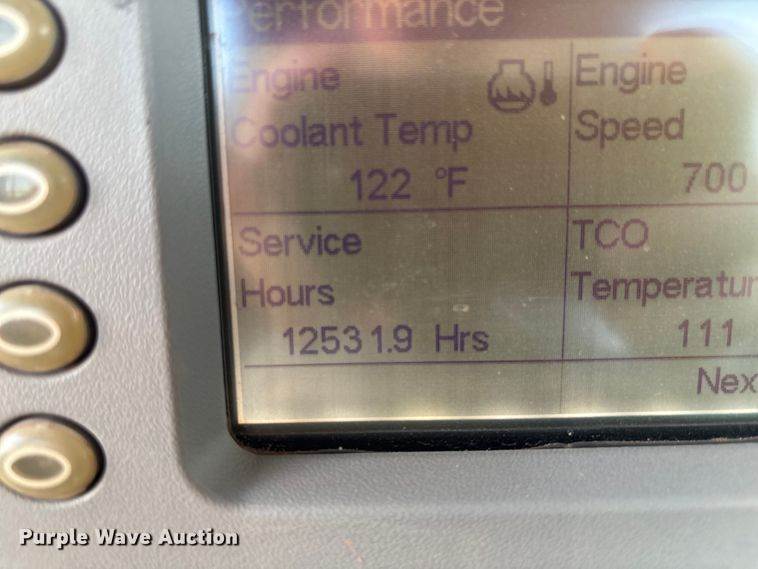 Performance
Engine
Coolant Temp
122 °F
Engine
Speed
700
Service
Hours
12531.9 Hrs
TCO
Temperatur
111
Nex
Purple Wave Auction